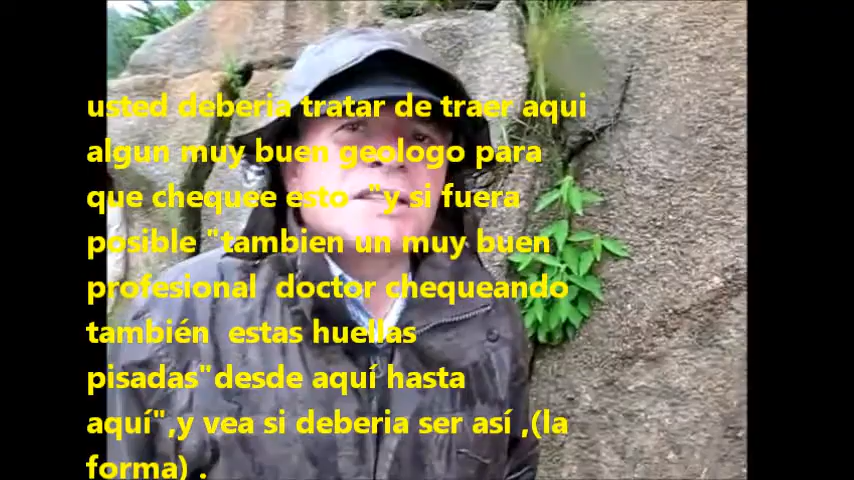 usted deberia tratar de traer aqui
algun muy buen geologo para
que chequee esto "y si fuera
posible "tambien un muy buen
profesional doctor chequeando
también estas huellas
pisadas"desde aquí hasta
aquí",y vea si deberia ser así ,(la
forma) .